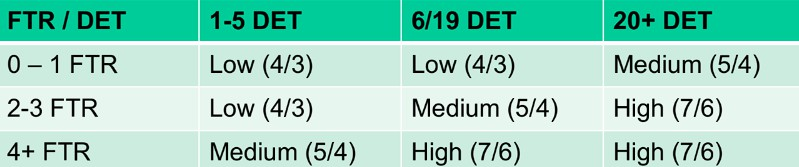 FTR / DET 1-5 DET 6/19 DET 20+ DET
0 – 1 FTR Low (4/3) Low (4/3) Medium (5/4)
2-3 FTR Low (4/3) Medium (5/4) High (7/6)
4+ FTR Medium (5/4) High (7/6) High (7/6)